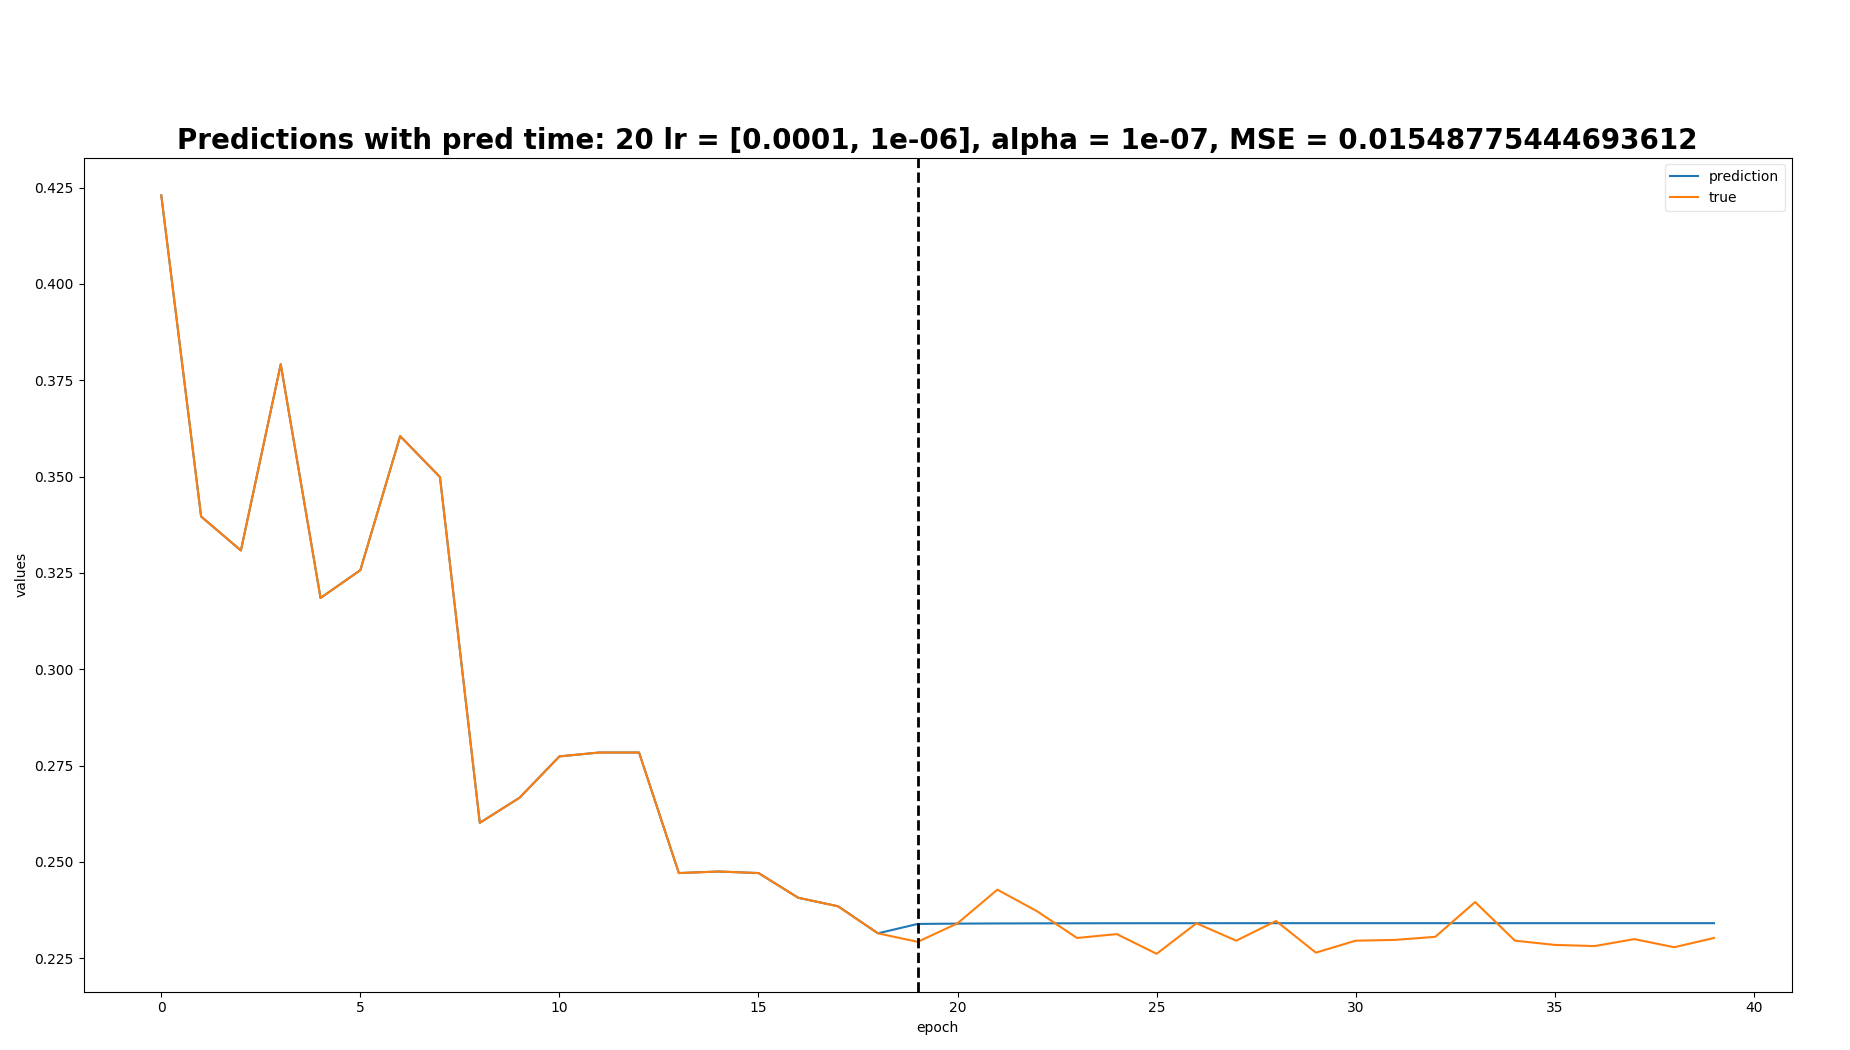 Predictions with pred time: 20 lr = [0.0001, 1e-06], alpha = 1e-07, MSE = 0.01548775444693612
prediction
true
0.425
0.400
0.375
0.350
0.325
0.300
0.275
0.250
0.225
values
0 5 10 15 20 25 30 35 40
epoch